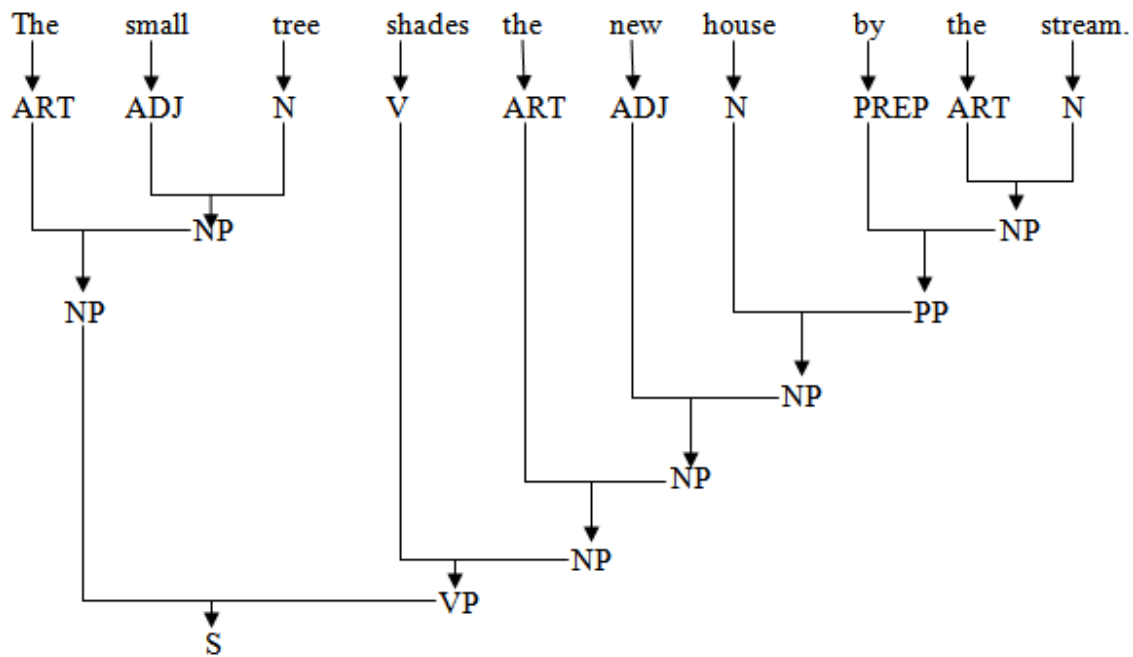 The small tree shades the new house by the stream.
ART ADJ N V ART ADJ N PREP ART N
NP NP
NP PP
NP
NP
NP
VP
S